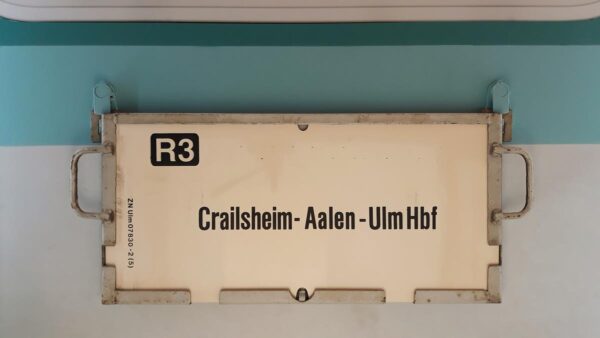 R3
Crailsheim - Aalen - Ulm Hbf
ZN Ulm 07830 - 2 (5)